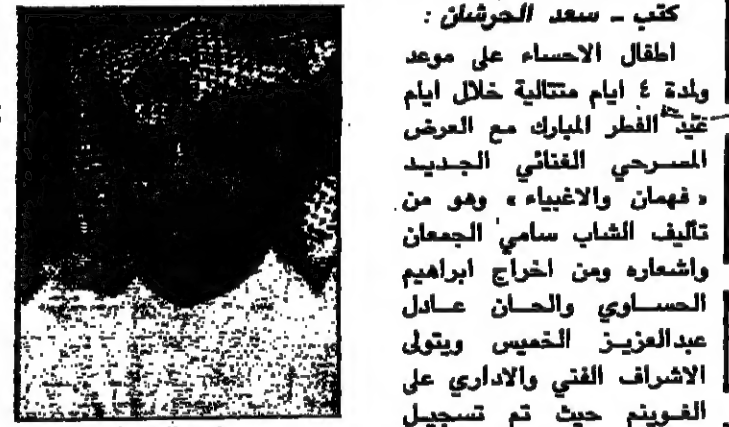 كتب ـ سعد الحرشان :
اطفال الاحساء على موعد
ولمدة ٤ ايام متتالية خلال ايام
عيد الفطر المبارك مع العرض
المسرحي الغنائي الجديد
« فهمان والاغبياء » وهو من
تأليف الشاب سامي الجمعان
واشعاره ومن اخراج ابراهيم
الحساوي والحان عادل
عبدالعزيز الخميس ويتولى
الاشراف الفني والاداري على
الغوينم حيث تم تسجيل